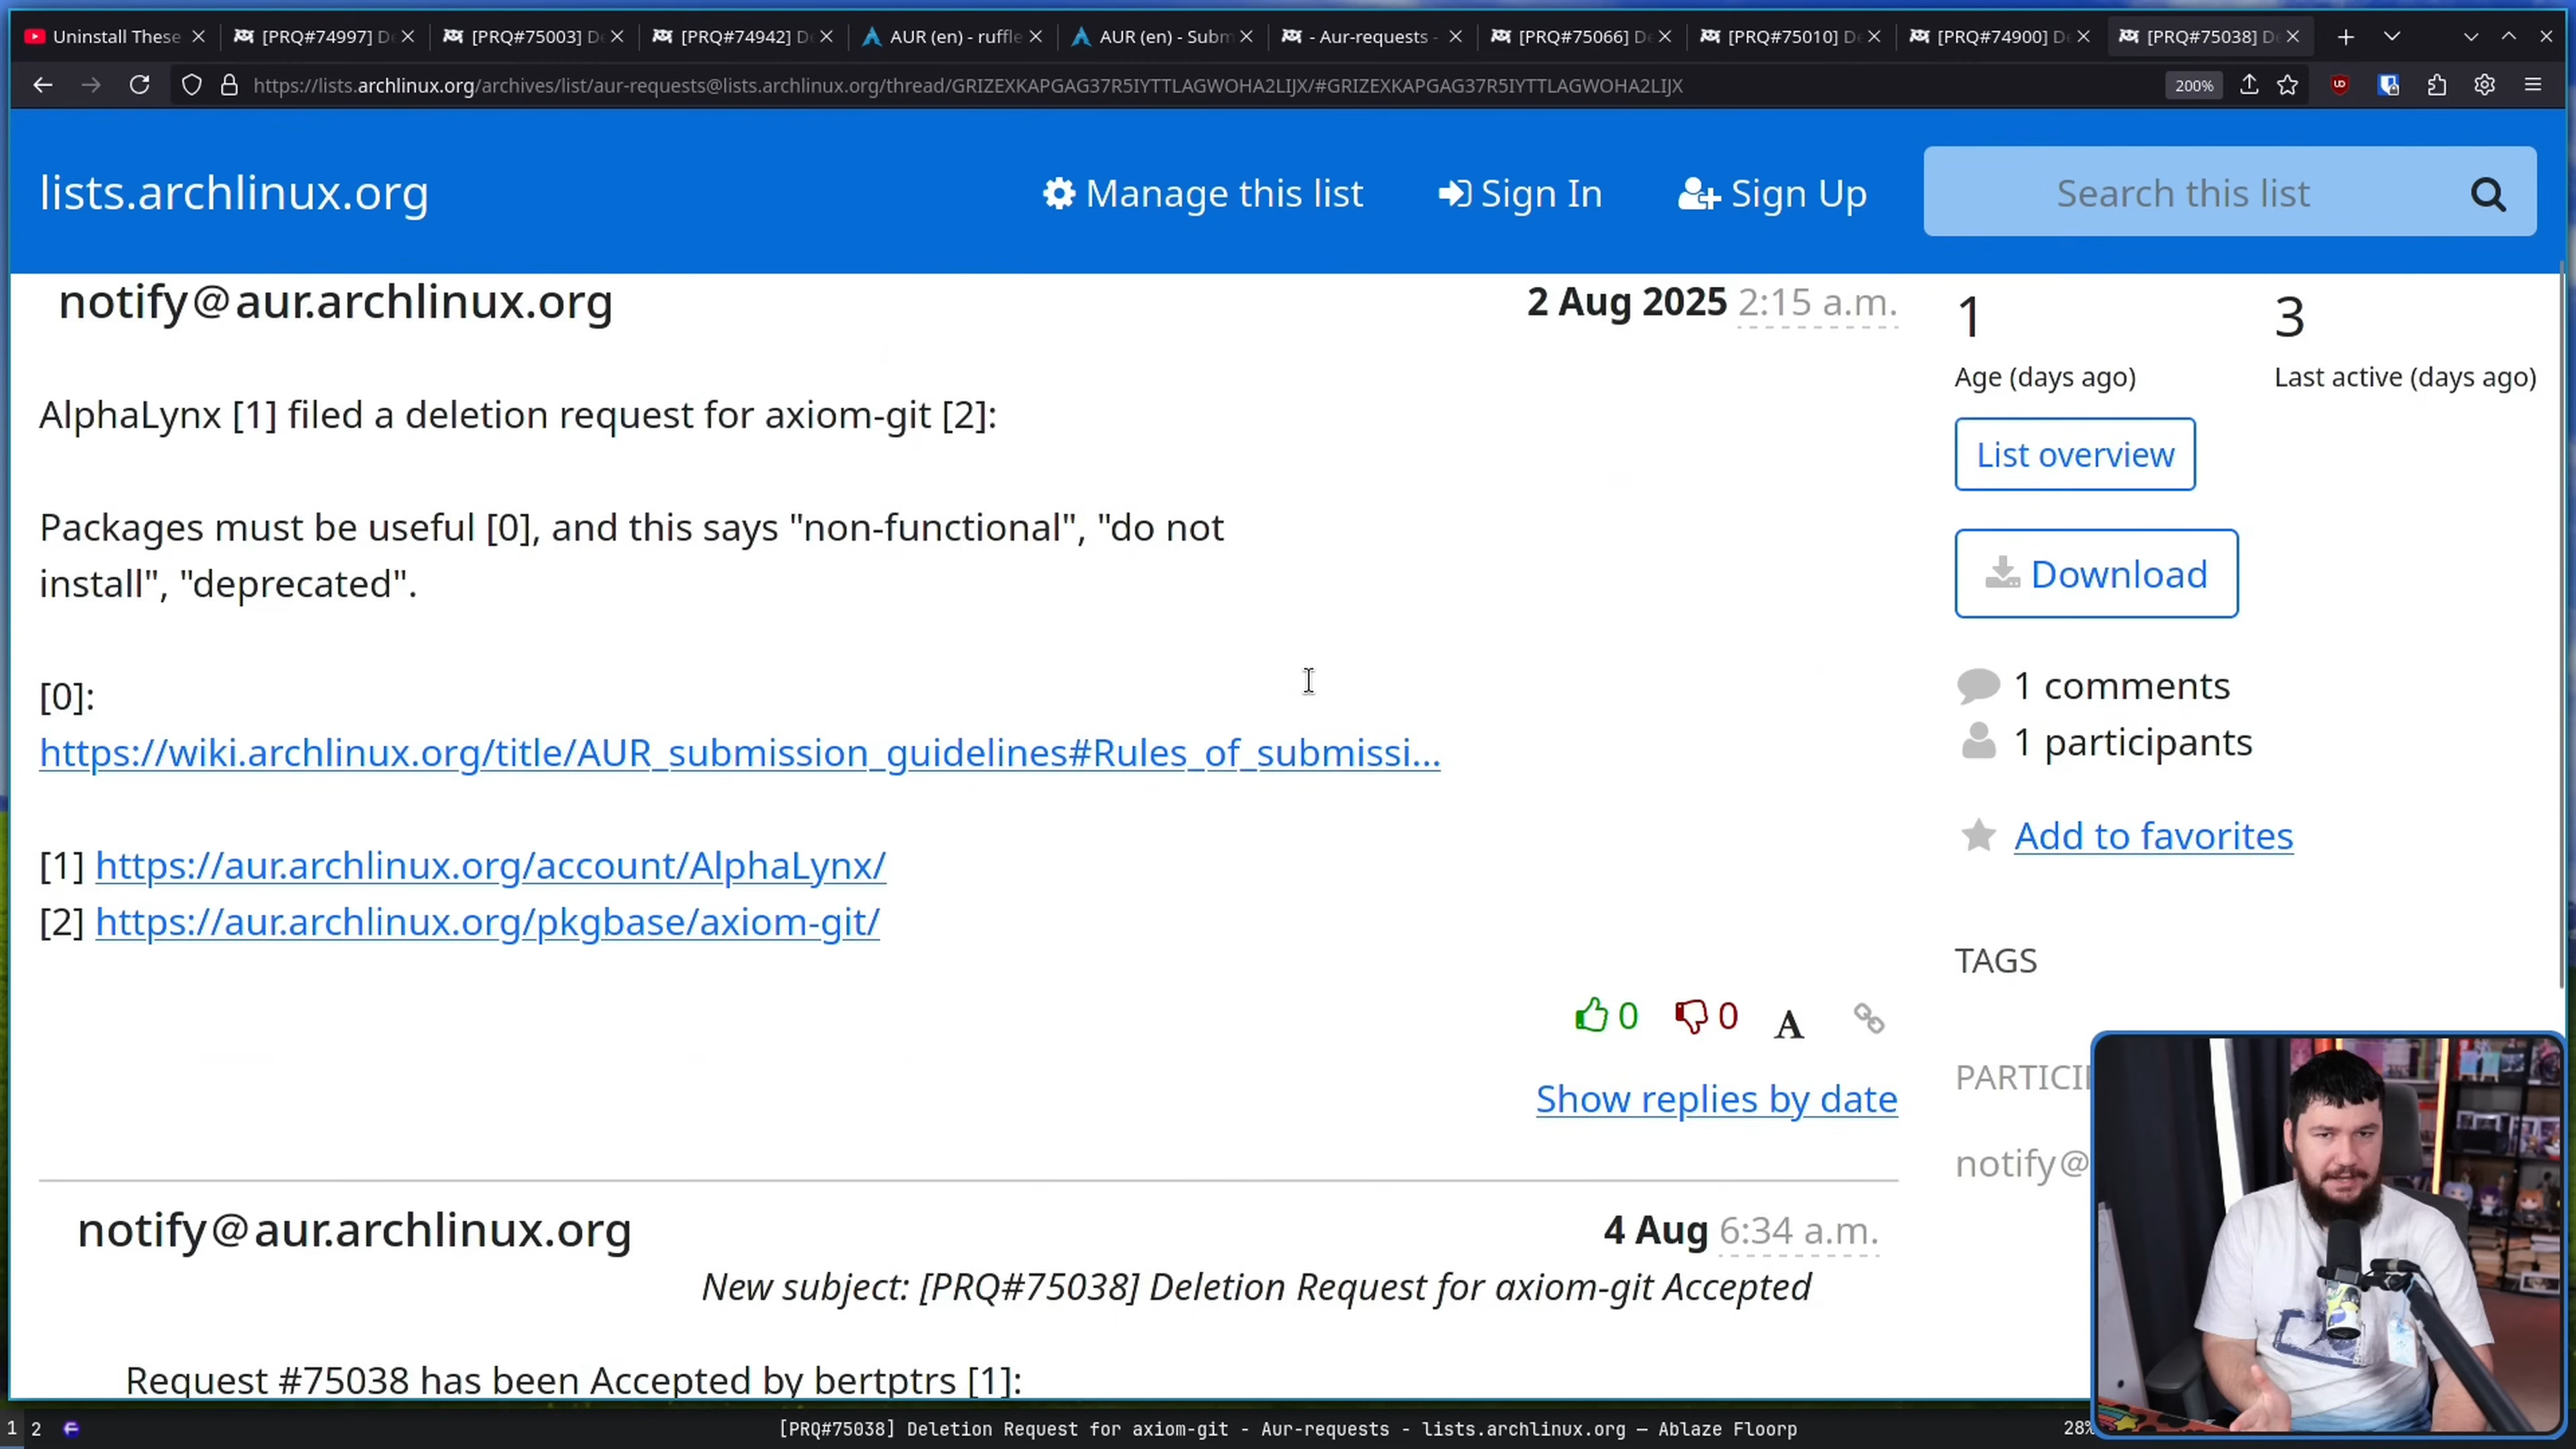 Uninstall These
[PRQ#74997] De
[PRQ#75003] De
[PRQ#74942] D
AUR (en) - ruffle
AUR (en) - Subm
- Aur-requests -
[PRQ#75066] De
[PRQ#75010] De
[PRQ#74900] De
[PRQ#75038] De
https://lists.archlinux.org/archives/list/aur-requests@lists.archlinux.org/thread/GRIZEXKAPGAG37R5IYTTLAGWOHA2LIJX/#GRIZEXKAPGAG37R5IYTTLAGWOHA2LIJX
200%
lists.archlinux.org
Manage this list
Sign In
Sign Up
Search this list
notify@aur.archlinux.org
2 Aug 2025 2:15 a.m.
AlphaLynx [1] filed a deletion request for axiom-git [2]:
Packages must be useful [0], and this says "non-functional", "do not
install", "deprecated".
[0]:
https://wiki.archlinux.org/title/AUR_submission_guidelines#Rules_of_submissi...
[1] https://aur.archlinux.org/account/AlphaLynx/
[2] https://aur.archlinux.org/pkgbase/axiom-git/
0 0 A
Show replies by date
1 3
Age (days ago) Last active (days ago)
List overview
Download
1 comments
1 participants
Add to favorites
TAGS
PARTICI
notify@
notify@aur.archlinux.org
4 Aug 6:34 a.m.
New subject: [PRQ#75038] Deletion Request for axiom-git Accepted
Request #75038 has been Accepted by bertptrs [1]:
1 2
[PRQ#75038] Deletion Request for axiom-git - Aur-requests - lists.archlinux.org — Ablaze Floorp
28%